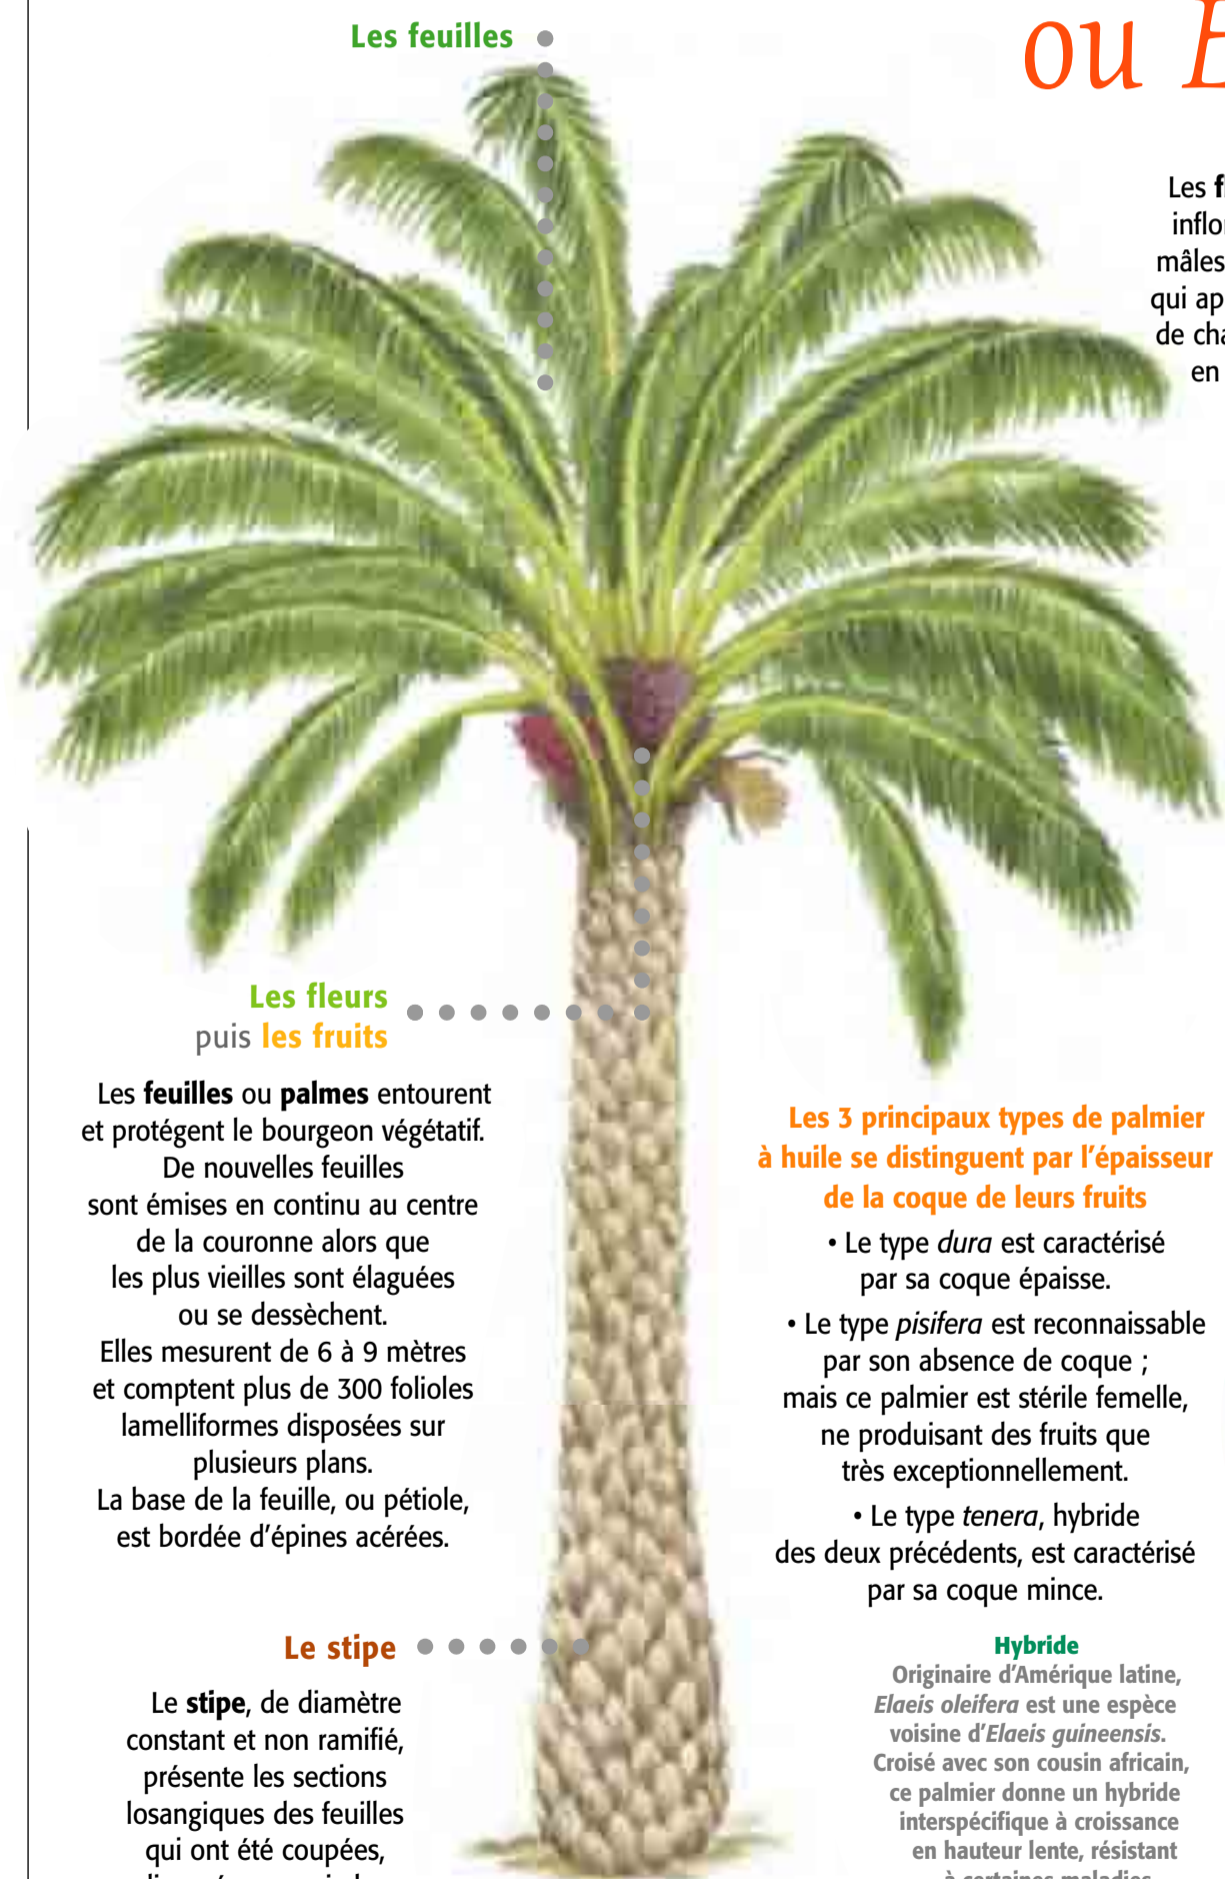 Les feuilles
ou
Les
mâles
qui
de
en
Les fleurs
puis les fruits
Les feuilles ou palmes entourent
et protégent le bourgeon végétatif.
De nouvelles feuilles
sont émises en continu au centre
de la couronne alors que
les plus vieilles sont élaguées
ou se dessèchent.
Elles mesurent de 6 à 9 mètres
et comptent plus de 300 folioles
lamelliformes disposées sur
plusieurs plans.
La base de la feuille, ou pétiole,
est bordée d'épines acérées.
Le stipe
Le stipe, de diamètre
constant et non ramifié,
présente les sections
losangiques des feuilles
qui ont été coupées,
Les 3 principaux types de palmier
à huile se distinguent par l'épaisseur
de la coque de leurs fruits
• Le type dura est caractérisé
par sa coque épaisse.
• Le type pisifera est reconnaissable
par son absence de coque ;
mais ce palmier est stérile femelle,
ne produisant des fruits que
très exceptionnellement.
• Le type tenera, hybride
des deux précédents, est caractérisé
par sa coque mince.
Hybride
Originaire d'Amérique latine,
Elaeis oleifera est une espèce
voisine d'Elaeis guineensis.
Croisé avec son cousin africain,
ce palmier donne un hybride
interspécifique à croissance
en hauteur lente, résistant
à certaines maladies